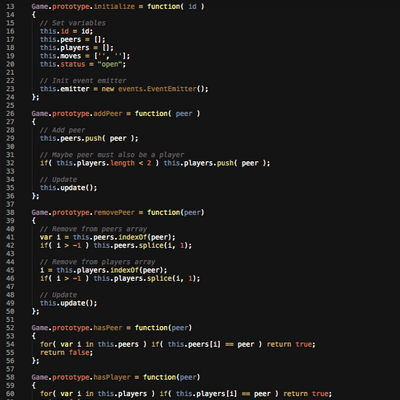 13 Game.prototype.initialize = function( id )
14 {
15 // Set variables
16 this.id = id;
17 this.peers = [];
18 this.players = [];
19 this.moves = ['', ''];
20 this.status = "open";
21
22 // Init event emitter
23 this.emitter = new events.EventEmitter();
24 };
25
26 Game.prototype.addPeer = function( peer )
27 {
28 // Add peer
29 this.peers.push( peer );
30
31 // Maybe peer must also be a player
32 if( this.players.length < 2 ) this.players.push( peer );
33
34 // Update
35 this.update();
36 };
37
38 Game.prototype.removePeer = function(peer)
39 {
40 // Remove from peers array
41 var i = this.peers.indexOf(peer);
42 if( i > -1 ) this.peers.splice(i, 1);
43
44 // Remove from players array
45 i = this.players.indexOf(peer);
46 if( i > -1 ) this.players.splice(i, 1);
47
48 // Update
49 this.update();
50 };
51
52 Game.prototype.hasPeer = function(peer)
53 {
54 for( var i in this.peers ) if( this.peers[i] == peer ) return true;
55 return false;
56 };
57
58 Game.prototype.hasPlayer = function(peer)
59 {
60 for( var i in this.players ) if( this.players[i] == peer ) return true;